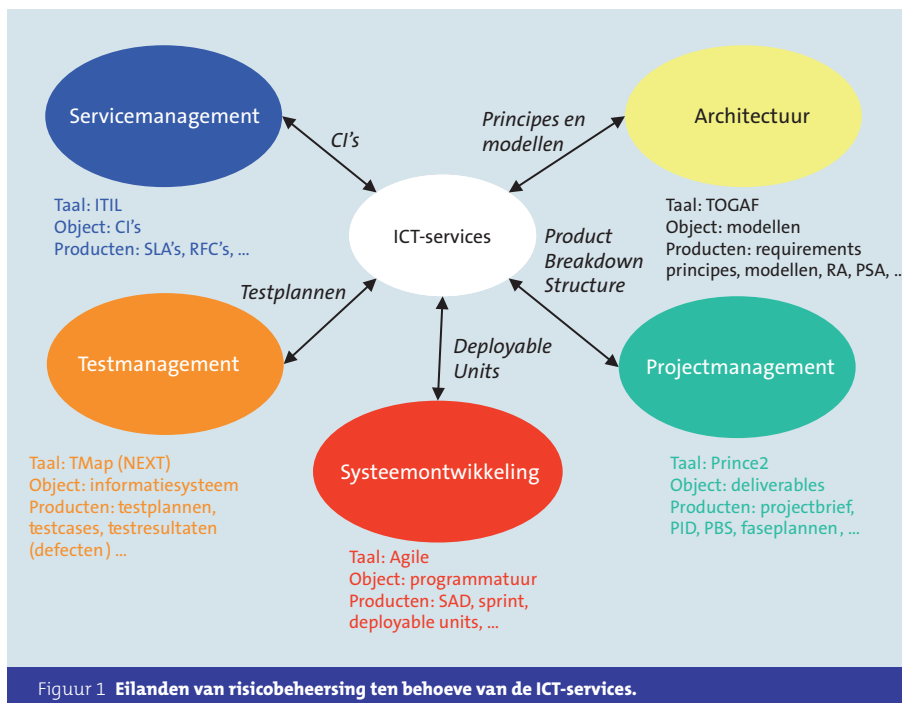 Servicemanagement
Taal: ITIL
Object: CI's
Producten: SLA's, RFC's, ...
CI's
Principes en
modellen
Architectuur
Taal: TOGAF
Object: modellen
Producten: requirements
principes, modellen, RA, PSA, ..
ICT-services
Testplannen
Product
Breakdown
Structure
Deployable
Units
Testmanagement
Taal: TMap (NEXT)
Object: informatiesysteem
Producten: testplannen,
testcases, testresultaten
(defecten) ...
Systeemontwikkeling
Taal: Agile
Object: programmatuur
Producten: SAD, sprint,
deployable units, ...
Projectmanagement
Taal: Prince2
Object: deliverables
Producten: projectbrief,
PID, PBS, faseplannen, ...
Figuur 1 Eilanden van risicobeheersing ten behoeve van de ICT-services.